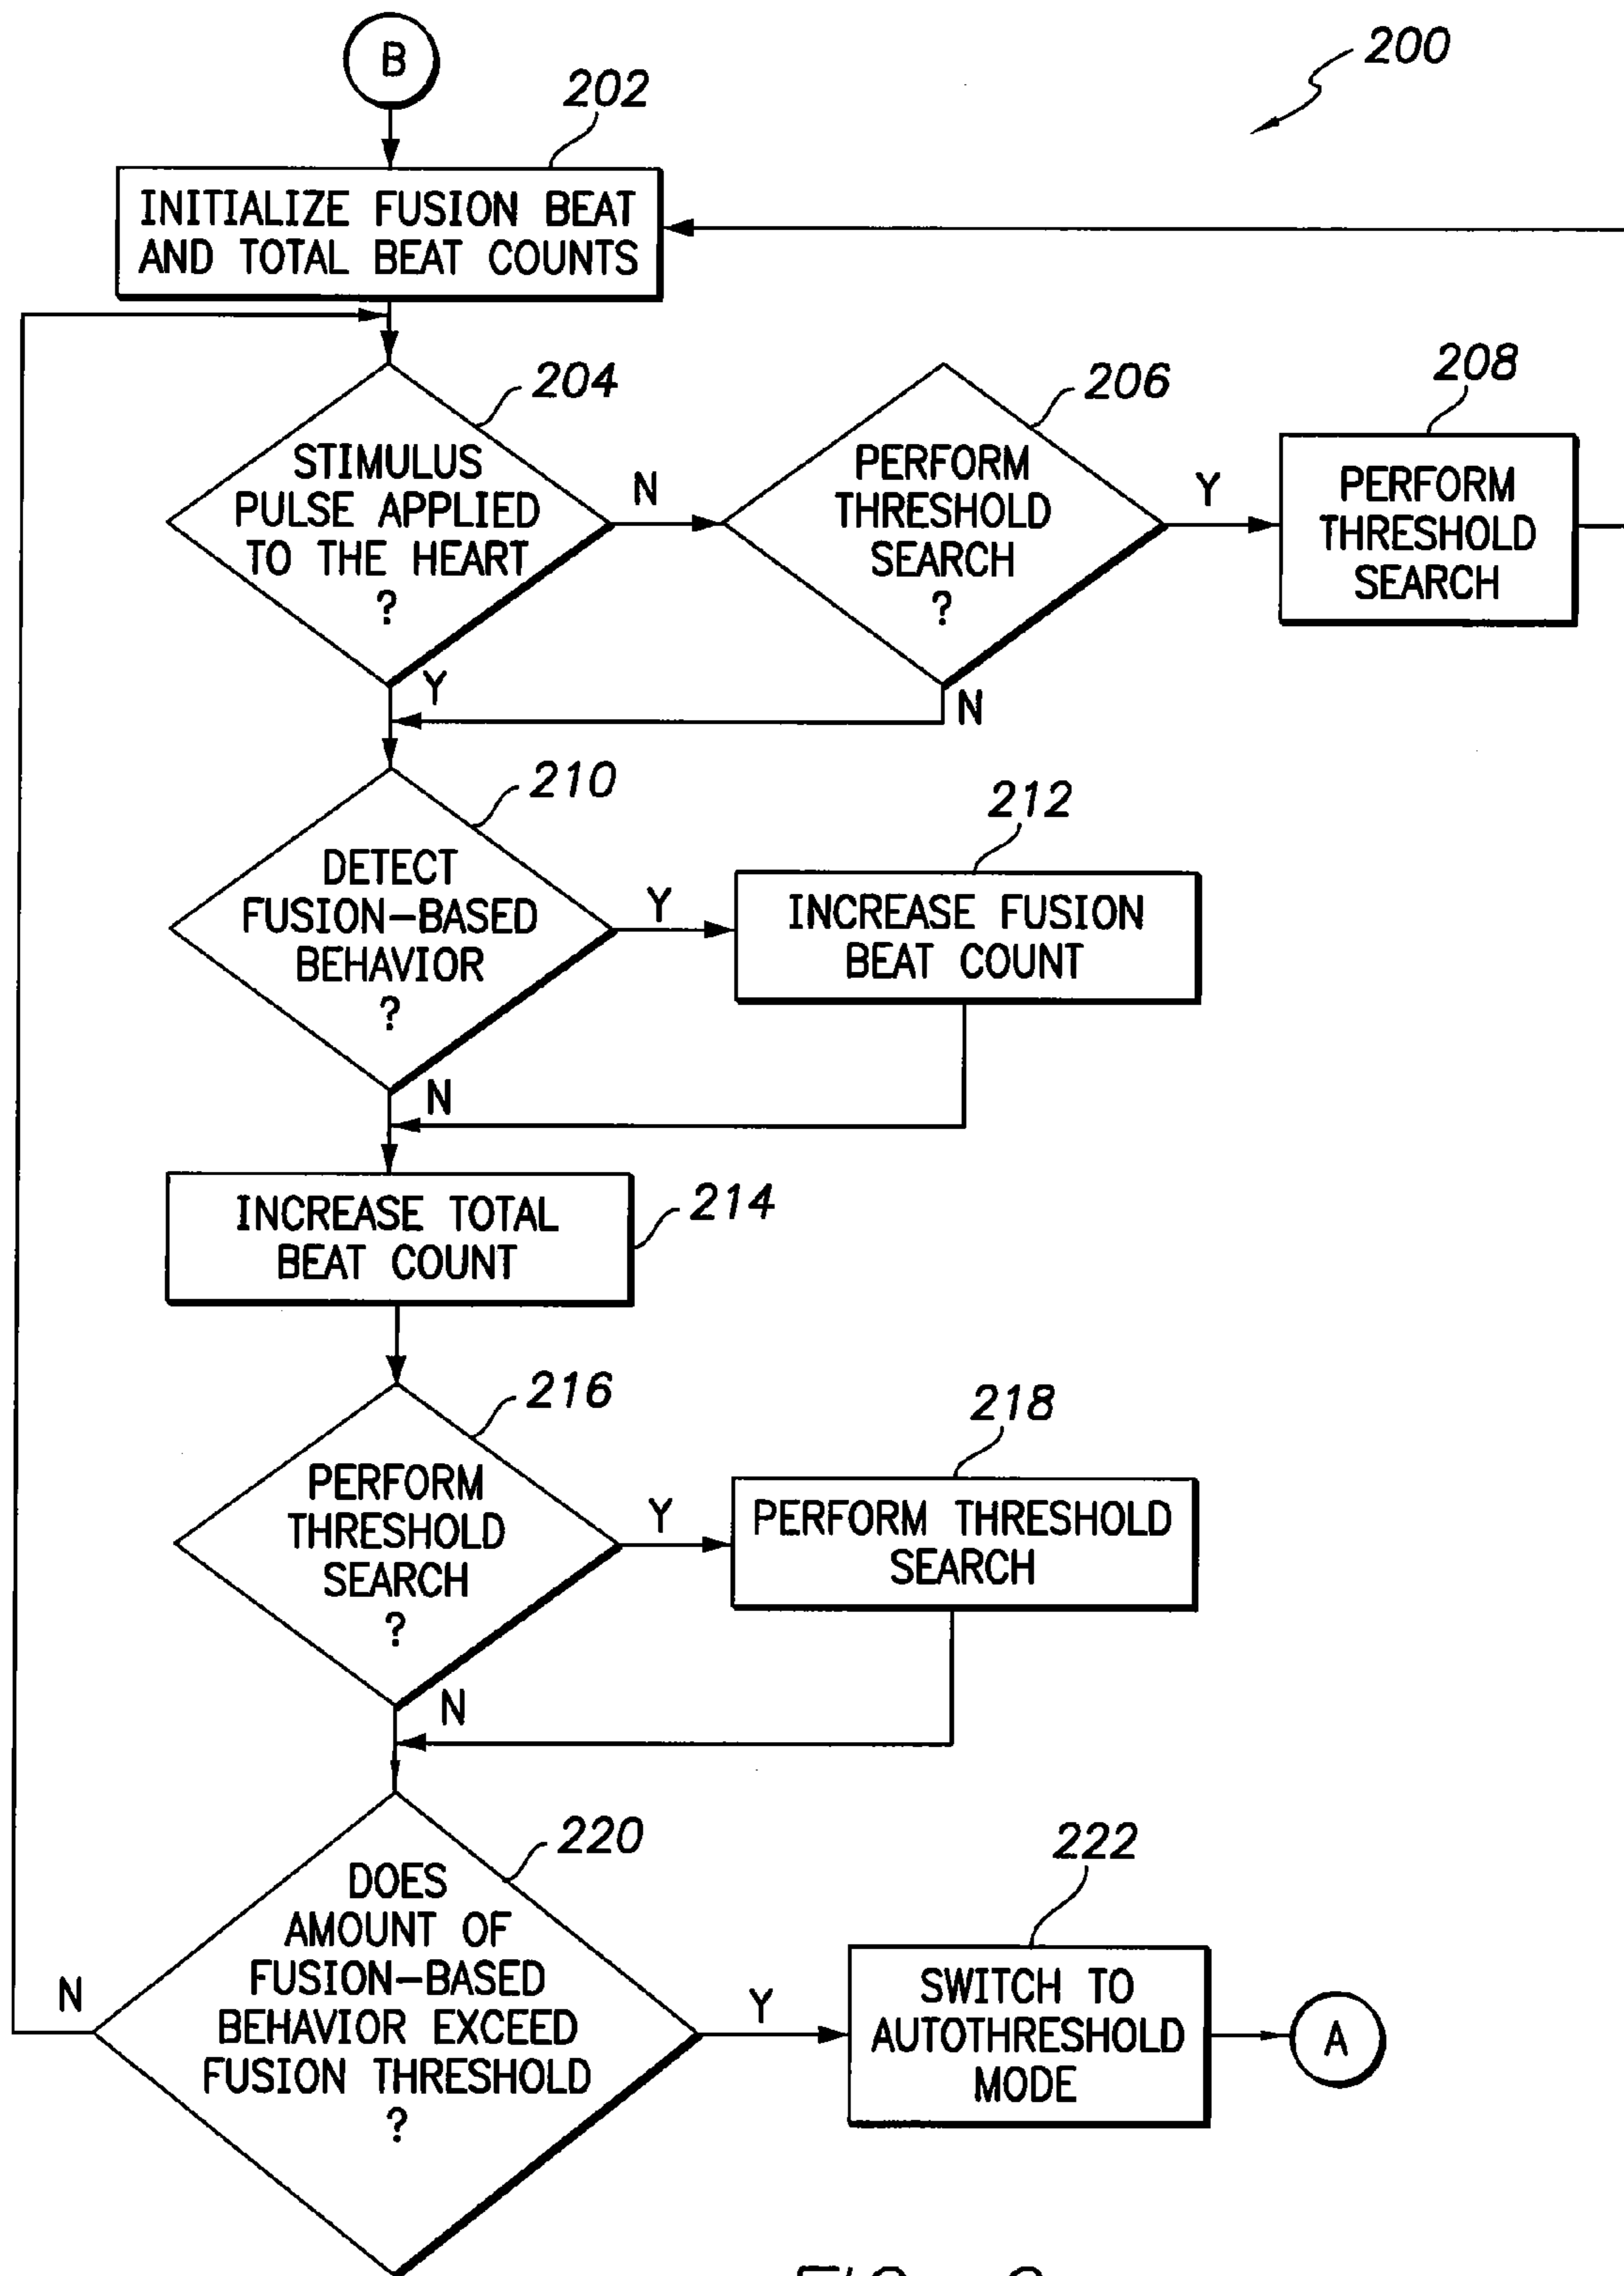 B
200
202
INITIALIZE FUSION BEAT
AND TOTAL BEAT COUNTS
204
STIMULUS
PULSE APPLIED
TO THE HEART
?
N
Y
206
PERFORM
THRESHOLD
SEARCH
?
Y
N
208
PERFORM
THRESHOLD
SEARCH
210
DETECT
FUSION-BASED
BEHAVIOR
?
Y
N
212
INCREASE FUSION
BEAT COUNT
214
INCREASE TOTAL
BEAT COUNT
216
PERFORM
THRESHOLD
SEARCH
?
Y
N
218
PERFORM THRESHOLD
SEARCH
220
DOES
AMOUNT OF
FUSION-BASED
BEHAVIOR EXCEED
FUSION THRESHOLD
?
N
Y
222
SWITCH TO
AUTOTHRESHOLD
MODE
A